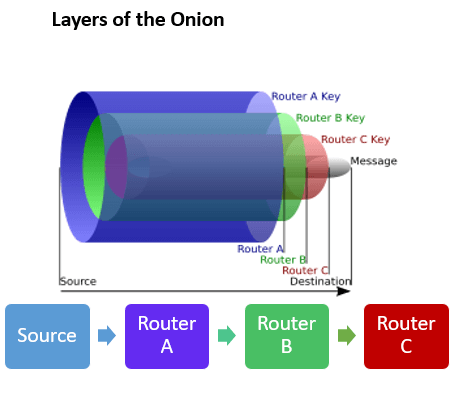 Layers of the Onion
Router A Key
Router B Key
Router C Key
Message
Router A
Router B
Router C
Source
Destination
Source
Router
A
Router
B
Router
C